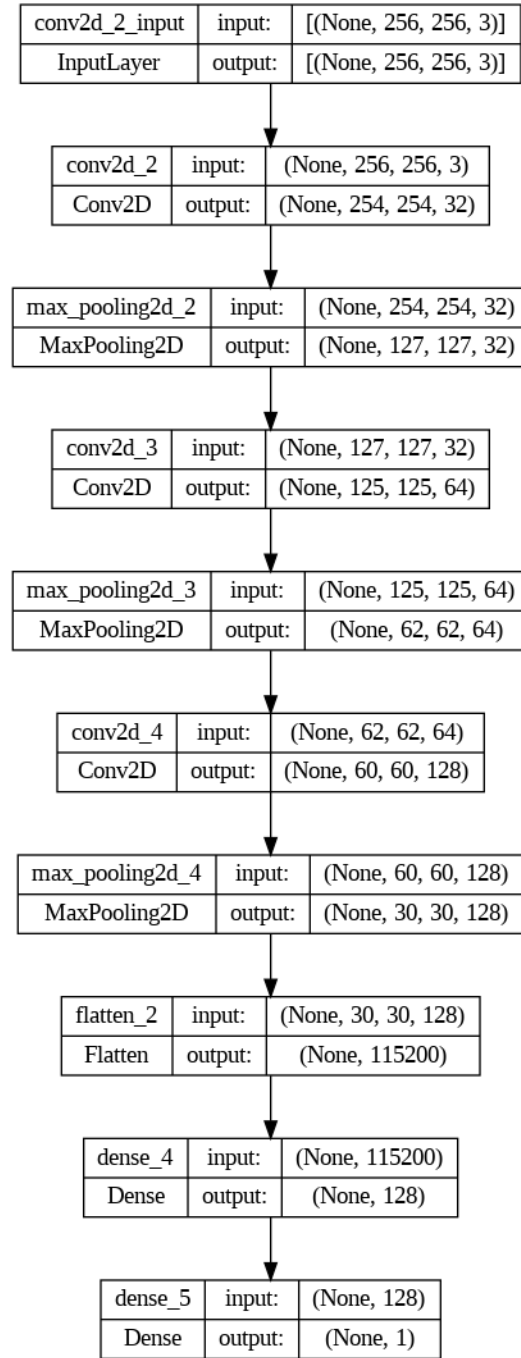 conv2d_2_input input: [(None, 256, 256, 3)]
InputLayer output: [(None, 256, 256, 3)]
conv2d_2 input: (None, 256, 256, 3)
Conv2D output: (None, 254, 254, 32)
max_pooling2d_2 input: (None, 254, 254, 32)
MaxPooling2D output: (None, 127, 127, 32)
conv2d_3 input: (None, 127, 127, 32)
Conv2D output: (None, 125, 125, 64)
max_pooling2d_3 input: (None, 125, 125, 64)
MaxPooling2D output: (None, 62, 62, 64)
conv2d_4 input: (None, 62, 62, 64)
Conv2D output: (None, 60, 60, 128)
max_pooling2d_4 input: (None, 60, 60, 128)
MaxPooling2D output: (None, 30, 30, 128)
flatten_2 input: (None, 30, 30, 128)
Flatten output: (None, 115200)
dense_4 input: (None, 115200)
Dense output: (None, 128)
dense_5 input: (None, 128)
Dense output: (None, 1)